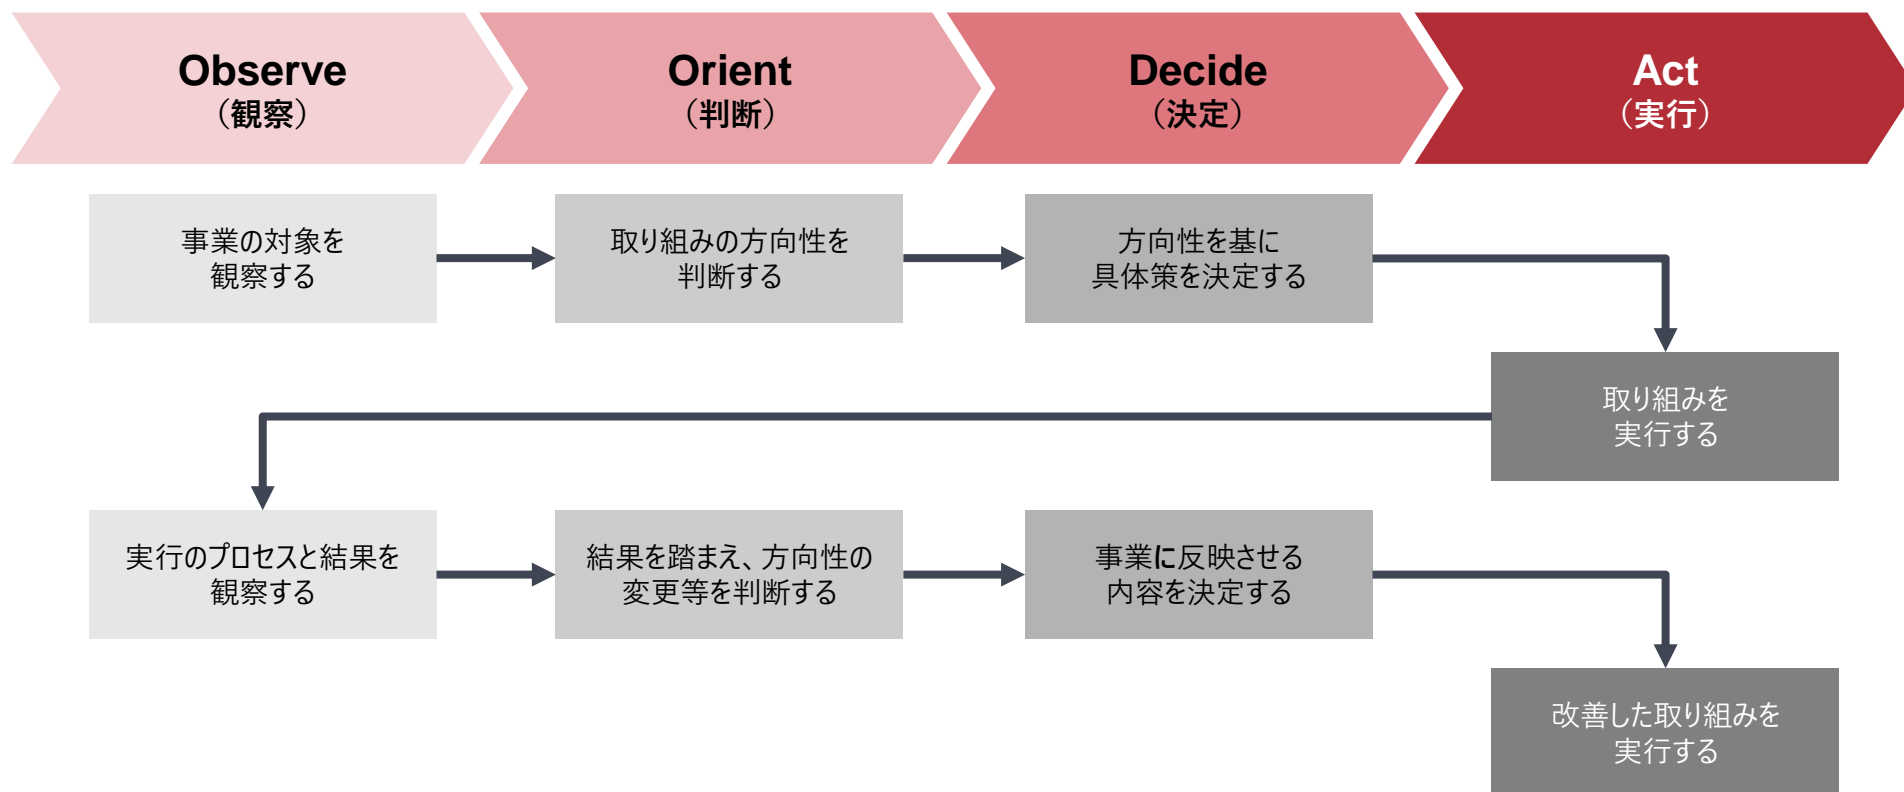 Observe
（観察）
Orient
（判断）
Decide
（決定）
Act
（実行）
事業の対象を
観察する
取り組みの方向性を
判断する
方向性を基に
具体策を決定する
取り組みを
実行する
実行のプロセスと結果を
観察する
結果を踏まえ、方向性の
変更等を判断する
事業に反映させる
内容を決定する
改善した取り組みを
実行する